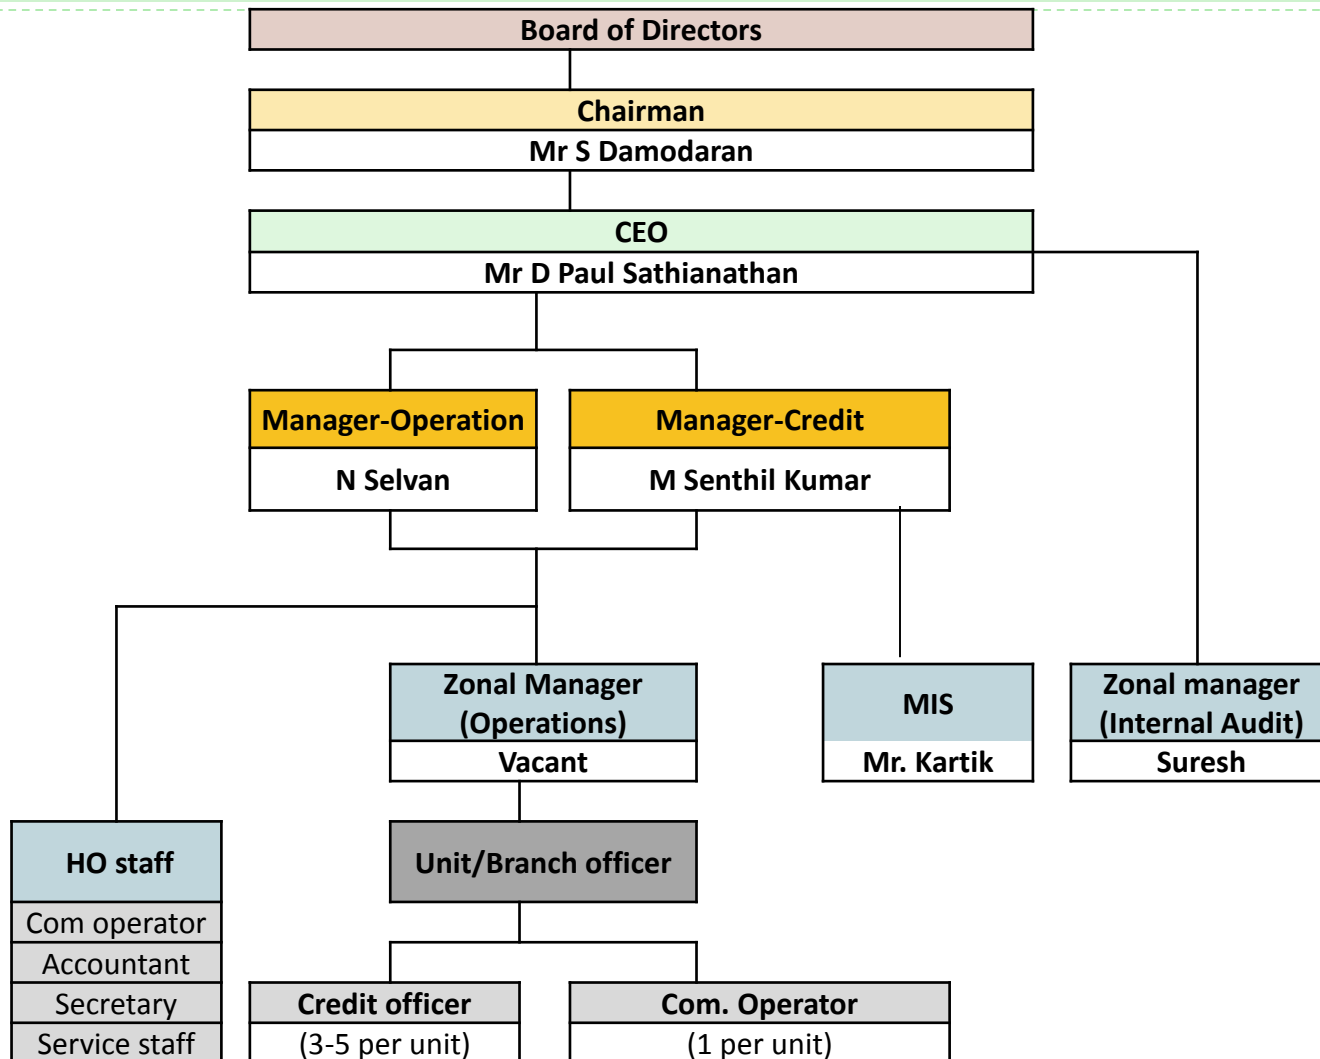 Board of Directors
Chairman
Mr S Damodaran
CEO
Mr D Paul Sathianathan
Manager-Operation
N Selvan
Manager-Credit
M Senthil Kumar
Zonal Manager
(Operations)
Vacant
MIS
Mr. Kartik
Zonal manager
(Internal Audit)
Suresh
HO staff
Com operator
Accountant
Secretary
Service staff
Unit/Branch officer
Credit officer
(3-5 per unit)
Com. Operator
(1 per unit)